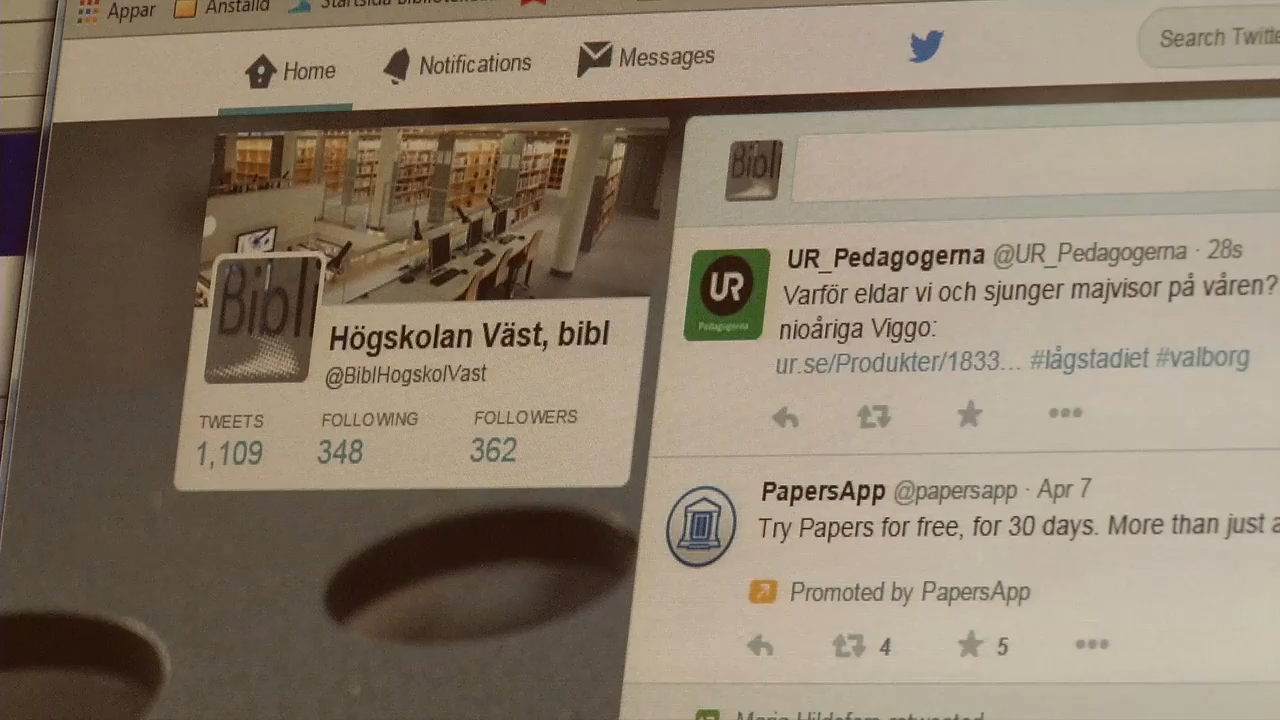 Appar
Anställd
Startsida
Home
Notifications
Messages
Search
Bibl
Högskolan Väst, bibl
@BiblHogskolVast
TWEETS FOLLOWING FOLLOWERS
1,109 348 362
Bibl
UR
Pedagogerna
UR_Pedagogerna @UR_Pedagogerna · 28s
Varför eldar vi och sjunger majvisor på våren?
nioåriga Viggo:
ur.se/Produkter/1833... #lågstadiet #valborg
PapersApp @papersapp · Apr 7
Try Papers for free, for 30 days. More than just a
Promoted by PapersApp
4 5
retweeted